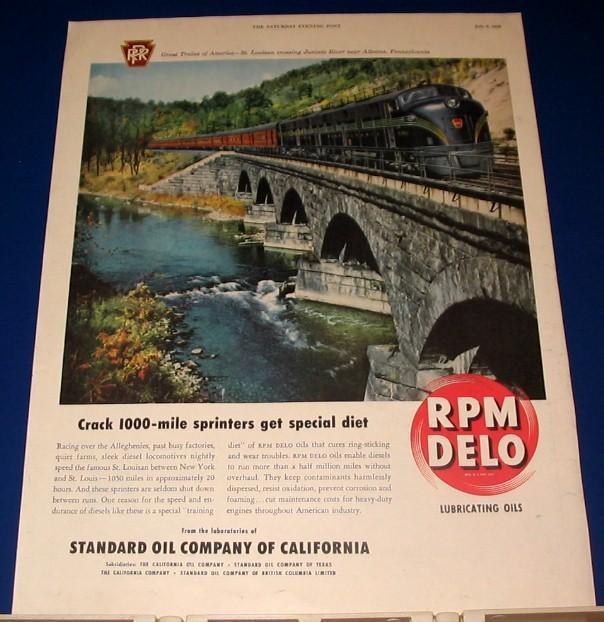 THE SATURDAY EVENING POST
PRR
Great Trains of America—St. Louisan crossing Juniata River near Altoona, Pennsylvania
Crack 1000-mile sprinters get special diet
Racing over the Alleghenies, past busy factories,
quiet farms, sleek diesel locomotives nightly
speed the famous St. Louisan between New York
and St. Louis—1050 miles in approximately 20
hours. And these sprinters are seldom shut down
between runs. One reason for the speed and en-
durance of diesels like these is a special "training
diet" of RPM DELO Oils that cures ring-sticking
and wear troubles. RPM DELO Oils enable diesels
to run more than a half million miles without
overhaul. They keep contaminants harmlessly
dispersed, resist oxidation, prevent corrosion and
foaming... cut maintenance costs for heavy-duty
engines throughout American industry.
RPM
DELO
LUBRICATING OILS
From the laboratories of
STANDARD OIL COMPANY OF CALIFORNIA
Subsidiaries: THE CALIFORNIA OIL COMPANY • STANDARD OIL COMPANY OF TEXAS
THE CALIFORNIA COMPANY • STANDARD OIL COMPANY OF BRITISH COLUMBIA LIMITED